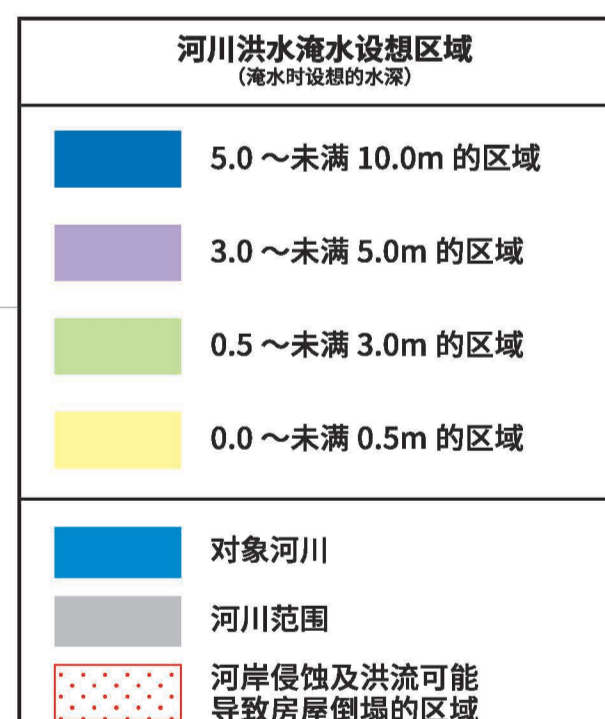 河川洪水淹水设想区域
（淹水时设想的水深）
5.0 ～未满 10.0m 的区域
3.0 ～未满 5.0m 的区域
0.5 ～未满 3.0m 的区域
0.0 ～未满 0.5m 的区域
对象河川
河川范围
河岸侵蚀及洪流可能
导致房屋倒塌的区域